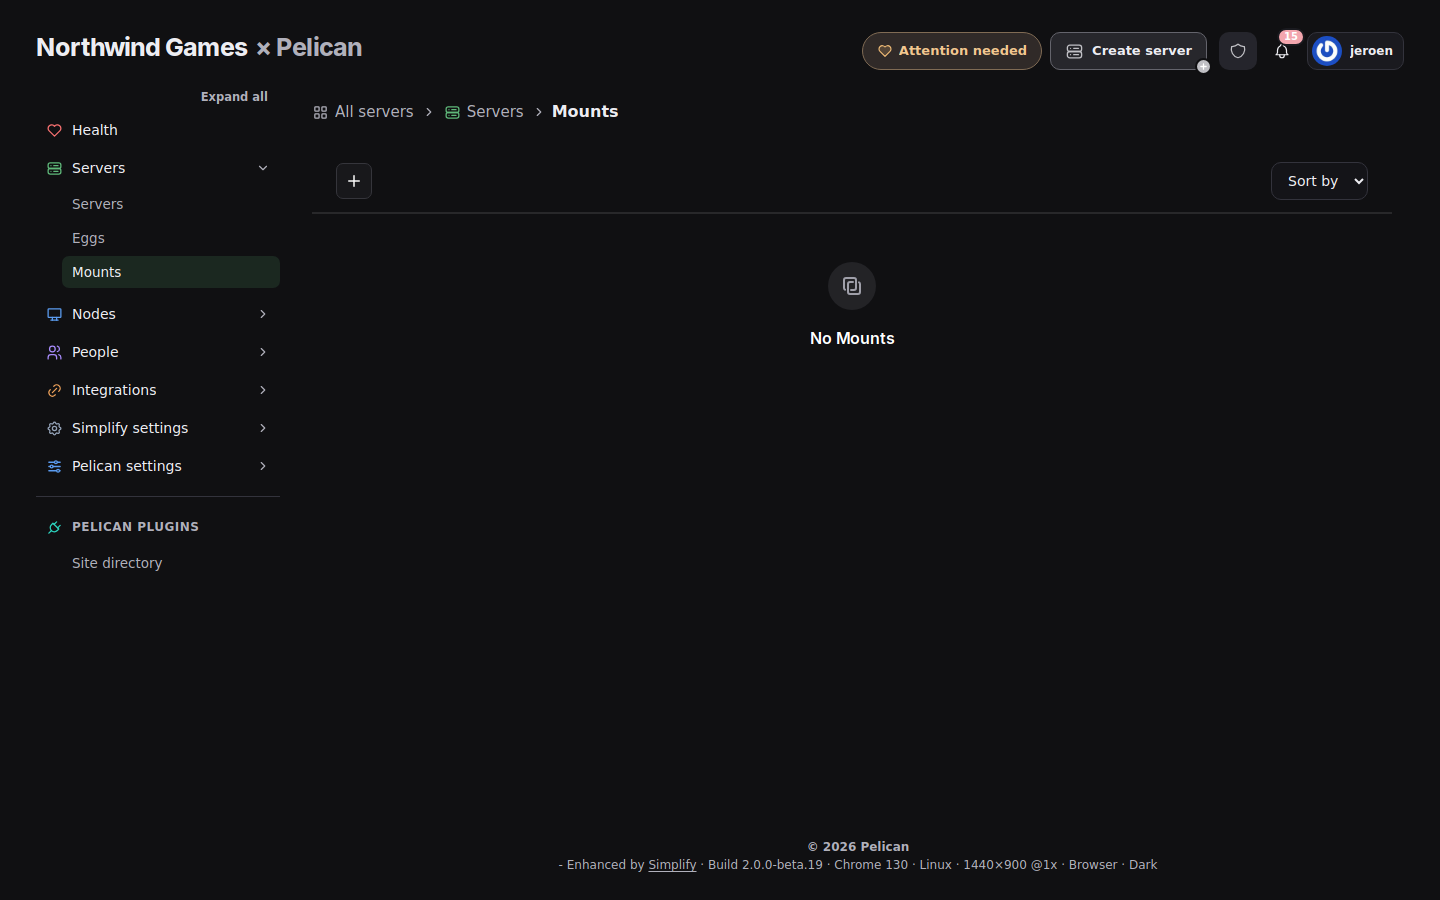 Northwind Games × Pelican
Attention needed
Create server
15
jeroen
Expand all
Health
Servers
Servers
Eggs
Mounts
Nodes
People
Integrations
Simplify settings
Pelican settings
PELICAN PLUGINS
Site directory
All servers > Servers > Mounts
Sort by
No Mounts
© 2026 Pelican
- Enhanced by Simplify · Build 2.0.0-beta.19 · Chrome 130 · Linux · 1440×900 @1x · Browser · Dark